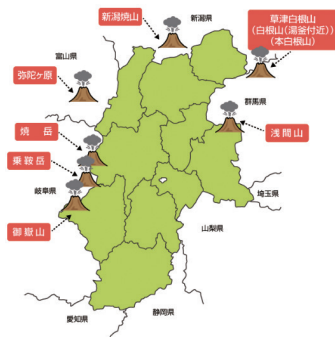 新潟焼山
新潟県
草津白根山
(白根山(湯釜付近))
(本白根山)
富山県
弥陀ヶ原
群馬県
焼　岳
浅間山
乗鞍岳
岐阜県
埼玉県
御嶽山
山梨県
静岡県
愛知県